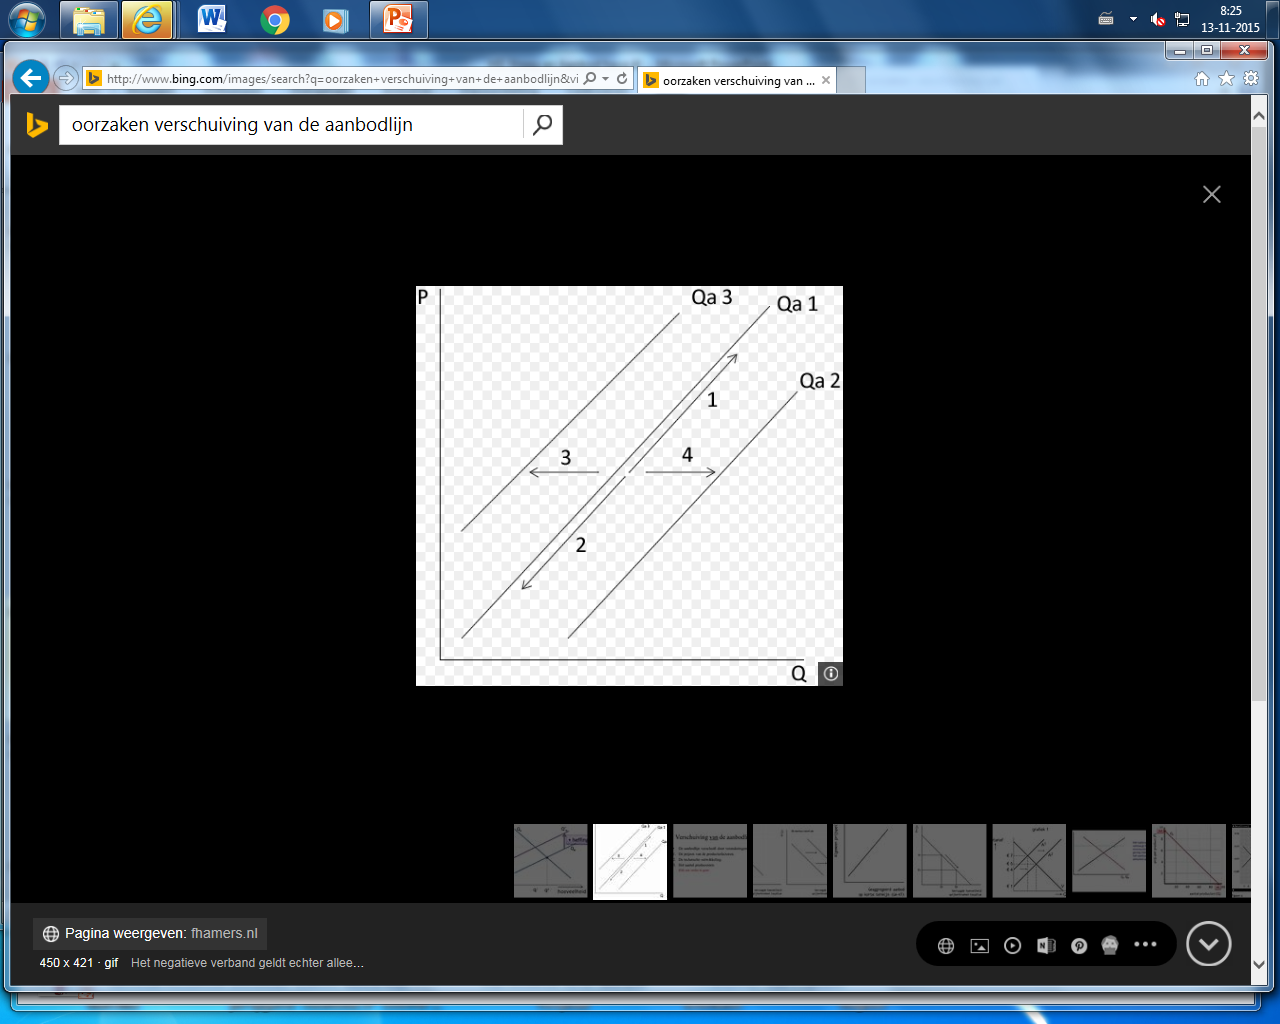 8:25
13-11-2015
http://www.bing.com/images/search?q=oorzaken+verschuiving+van+de+aanbodlijn&vi
oorzaken verschuiving van ...
oorzaken verschuiving van de aanbodlijn
P
Qa 3
Qa 1
Qa 2
1
3
4
2
Q
Pagina weergeven: fhamers.nl
450 x 421 · gif
Het negatieve verband geldt echter allee...